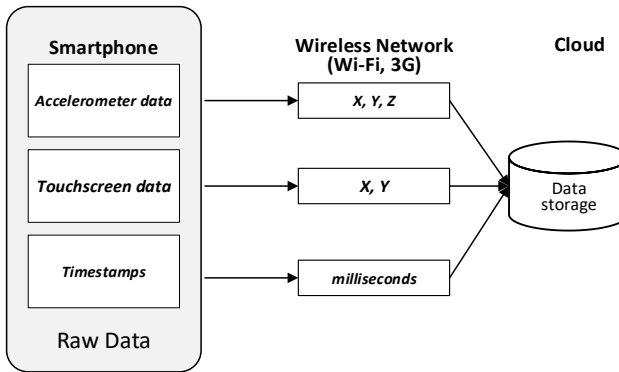 Smartphone
Accelerometer data
Touchscreen data
Timestamps
Raw Data
Wireless Network
(Wi-Fi, 3G)
X, Y, Z
X, Y
milliseconds
Cloud
Data
storage